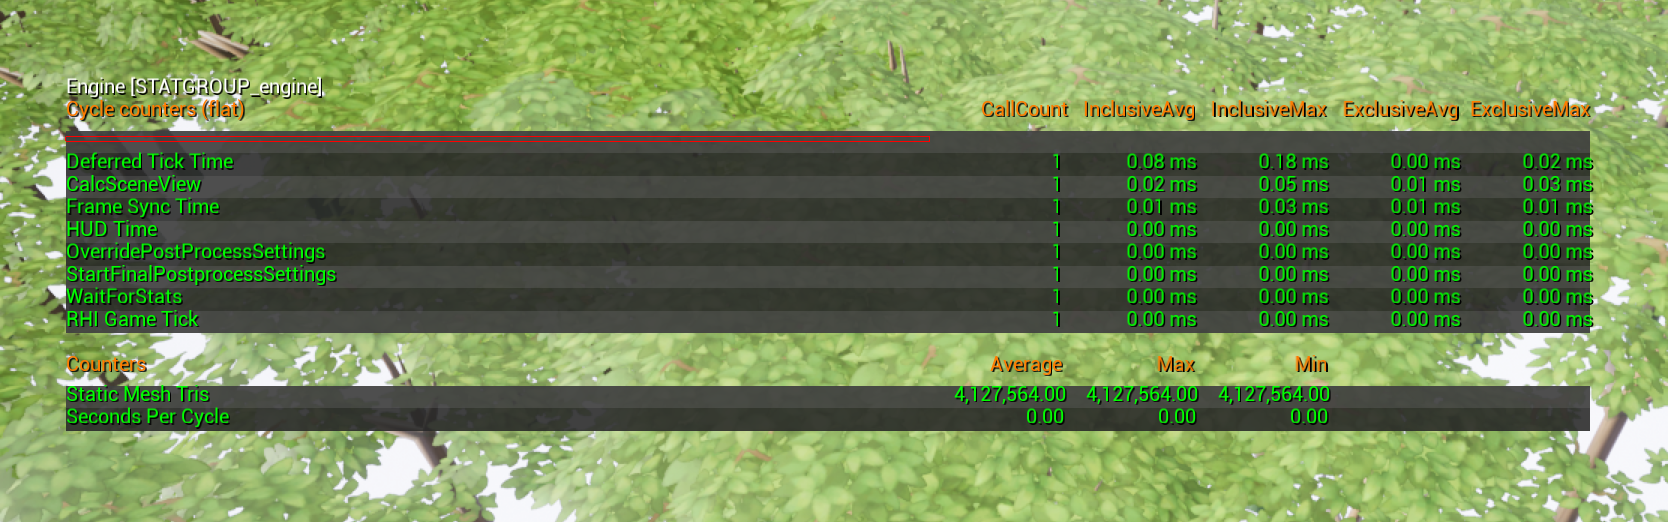 Engine [STATGROUP_engine]
Cycle counters (flat) CallCount InclusiveAvg InclusiveMax ExclusiveAvg ExclusiveMax
Deferred Tick Time 1 0.08 ms 0.18 ms 0.00 ms 0.02 ms
CalcSceneView 1 0.02 ms 0.05 ms 0.01 ms 0.03 ms
Frame Sync Time 1 0.01 ms 0.03 ms 0.01 ms 0.01 ms
HUD Time 1 0.00 ms 0.00 ms 0.00 ms 0.00 ms
OverridePostProcessSettings 1 0.00 ms 0.00 ms 0.00 ms 0.00 ms
StartFinalPostprocessSettings 1 0.00 ms 0.00 ms 0.00 ms 0.00 ms
WaitForStats 1 0.00 ms 0.00 ms 0.00 ms 0.00 ms
RHI Game Tick 1 0.00 ms 0.00 ms 0.00 ms 0.00 ms
Counters Average Max Min
Static Mesh Tris 4,127,564.00 4,127,564.00 4,127,564.00
Seconds Per Cycle 0.00 0.00 0.00